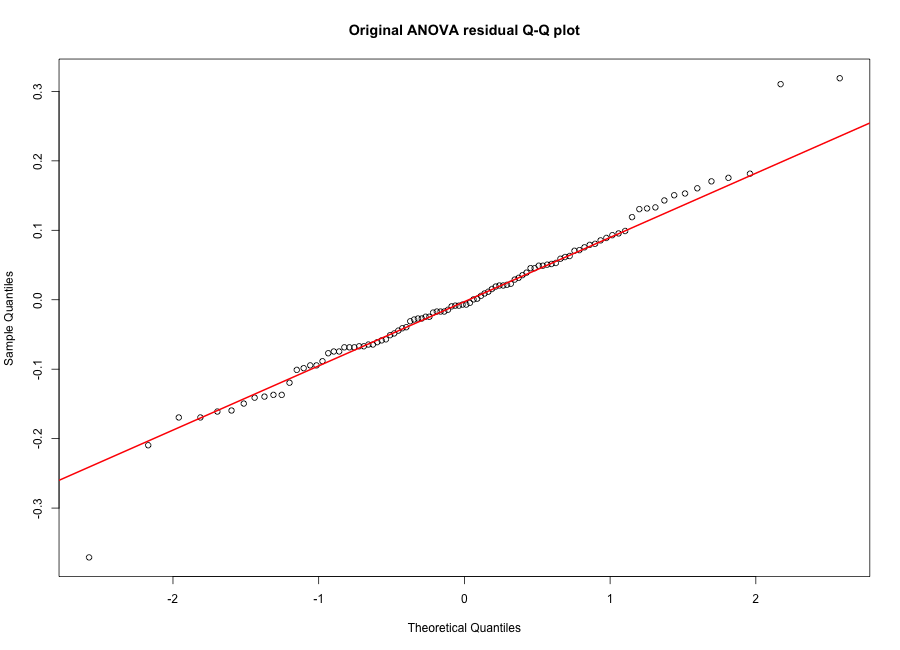 Original ANOVA residual Q-Q plot
Sample Quantiles
0.3
0.2
0.1
0.0
-0.1
-0.2
-0.3
-2 -1 0 1 2
Theoretical Quantiles